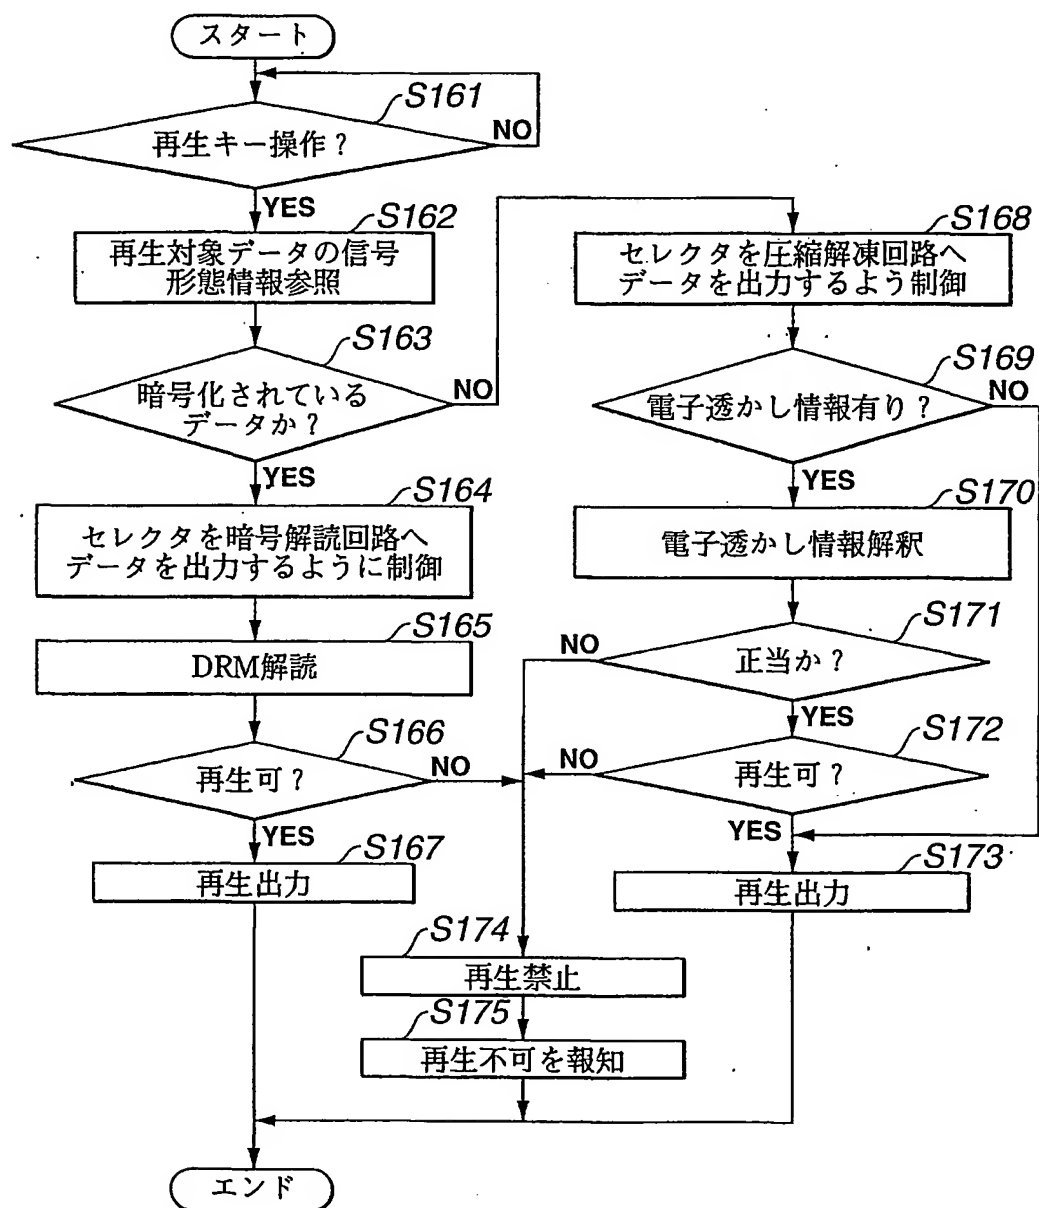 スタート
S161
再生キー操作？
NO
YES
S162
再生対象データの信号
形態情報参照
S163
暗号化されている
データか？
NO
YES
S164
セレクタを暗号解読回路へ
データを出力するように制御
S165
DRM解読
S166
再生可？
NO
YES
S167
再生出力
S168
セレクタを圧縮解凍回路へ
データを出力するよう制御
S169
電子透かし情報有り？
NO
YES
S170
電子透かし情報解釈
S171
正当か？
NO
YES
S172
再生可？
NO
YES
S173
再生出力
S174
再生禁止
S175
再生不可を報知
エンド